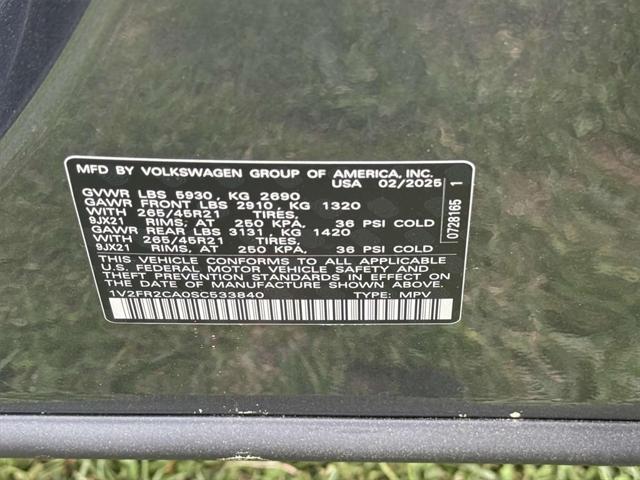 MFD BY VOLKSWAGEN GROUP OF AMERICA, INC.
USA 02/2025
GVWR LBS 5930, KG 2690
GAWR FRONT LBS 2910, KG 1320
WITH 265/45R21 TIRES,
9JX21 RIMS, AT 250 KPA, 36 PSI COLD
GAWR REAR LBS 3131, KG 1420
WITH 265/45R21 TIRES,
9JX21 RIMS, AT 250 KPA, 36 PSI COLD
THIS VEHICLE CONFORMS TO ALL APPLICABLE
U.S. FEDERAL MOTOR VEHICLE SAFETY AND
THEFT PREVENTION STANDARDS IN EFFECT ON
THE DATE OF MANUFACTURE SHOWN ABOVE.
1V2FR2CA0SC533840 TYPE: MPV
0728165 1